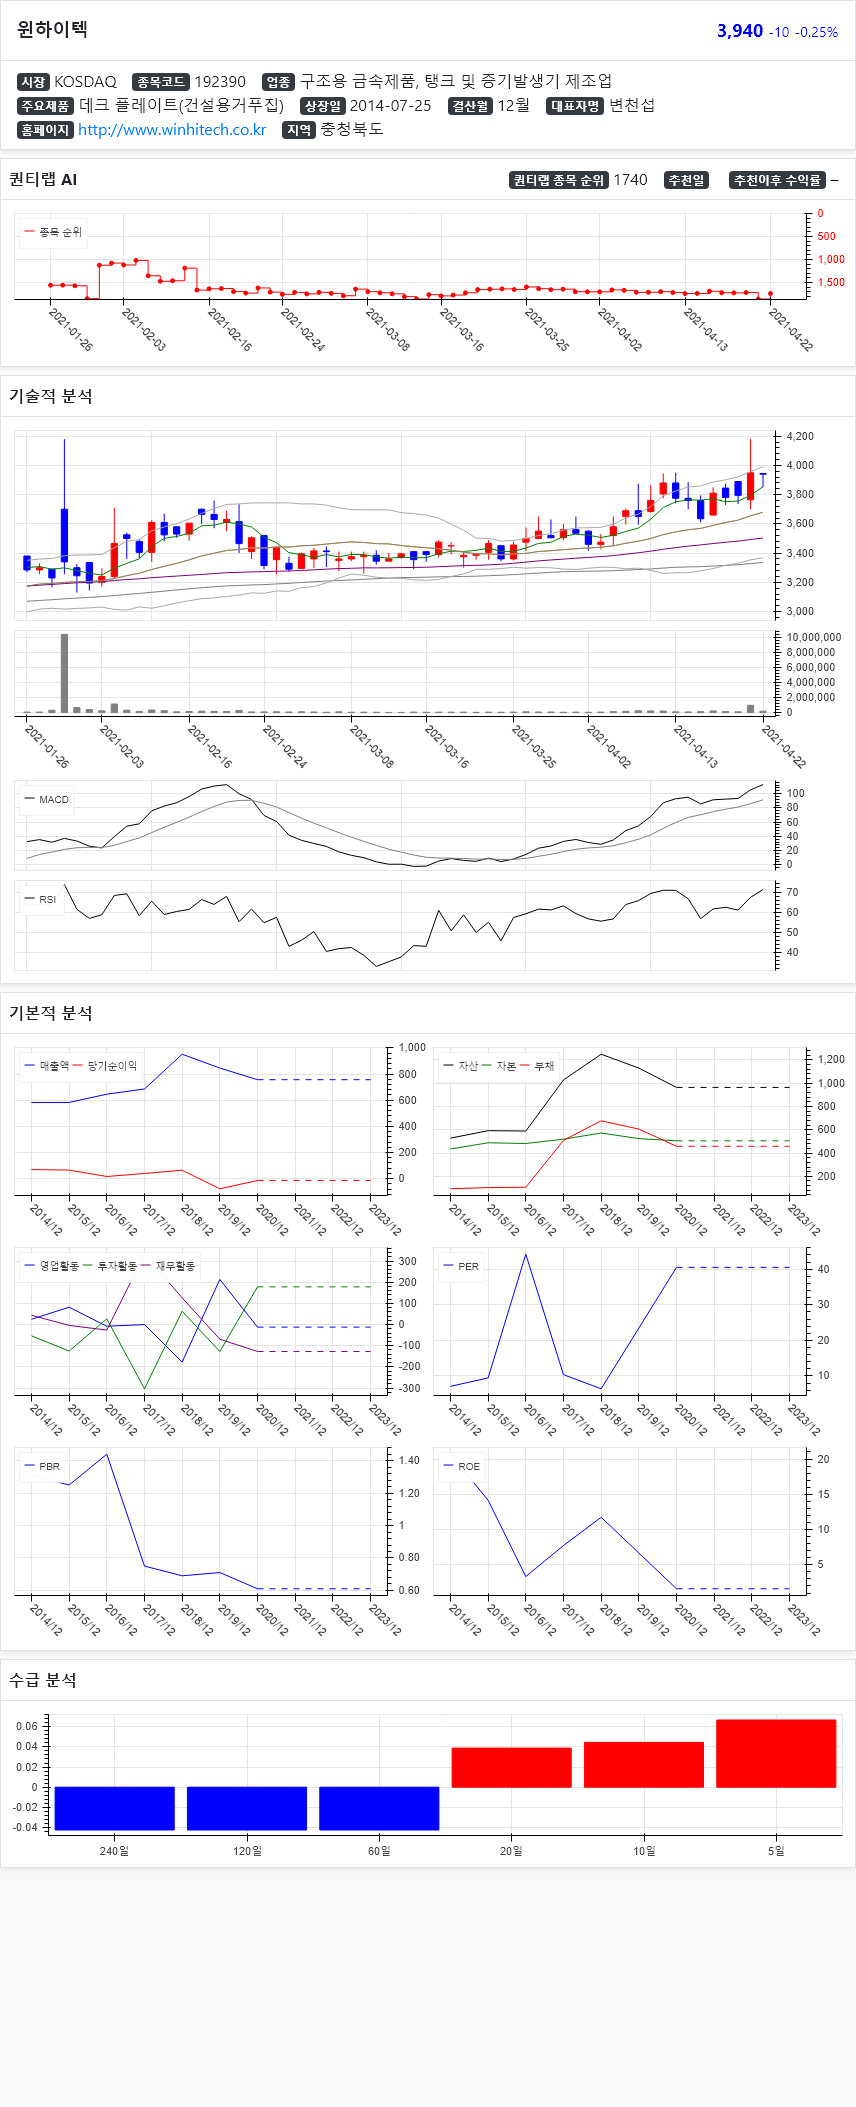 윈하이텍
3,940 -10 -0.25%
시장 KOSDAQ 종목코드 192390 업종 구조용 금속제품, 탱크 및 증기발생기 제조업
주요제품 데크 플레이트(건설용거푸집) 상장일 2014-07-25 결산월 12월 대표자명 변천섭
홈페이지 http://www.winhitech.co.kr 지역 충청북도
퀀티랩 AI
퀀티랩 종목 순위 1740 추천일 추천이후 수익률 –
종목 순위
0
500
1,000
1,500
2021-01-26 2021-02-03 2021-02-16 2021-02-24 2021-03-08 2021-03-16 2021-03-25 2021-04-02 2021-04-13 2021-04-22
기술적 분석
4,200
4,000
3,800
3,600
3,400
3,200
3,000
10,000,000
8,000,000
6,000,000
4,000,000
2,000,000
0
2021-01-26 2021-02-03 2021-02-16 2021-02-24 2021-03-08 2021-03-16 2021-03-25 2021-04-02 2021-04-13 2021-04-22
MACD
100
80
60
40
20
0
RSI
70
60
50
40
기본적 분석
매출액 당기순이익
1,000
800
600
400
200
0
2014/12 2015/12 2016/12 2017/12 2018/12 2019/12 2020/12 2021/12 2022/12 2023/12
자산 자본 부채
1,200
1,000
800
600
400
200
2014/12 2015/12 2016/12 2017/12 2018/12 2019/12 2020/12 2021/12 2022/12 2023/12
영업활동 투자활동 재무활동
300
200
100
0
-100
-200
-300
2014/12 2015/12 2016/12 2017/12 2018/12 2019/12 2020/12 2021/12 2022/12 2023/12
PER
40
30
20
10
2014/12 2015/12 2016/12 2017/12 2018/12 2019/12 2020/12 2021/12 2022/12 2023/12
PBR
1.40
1.20
1
0.80
0.60
2014/12 2015/12 2016/12 2017/12 2018/12 2019/12 2020/12 2021/12 2022/12 2023/12
ROE
20
15
10
5
2014/12 2015/12 2016/12 2017/12 2018/12 2019/12 2020/12 2021/12 2022/12 2023/12
수급 분석
0.06
0.04
0.02
0
-0.02
-0.04
240일 120일 60일 20일 10일 5일